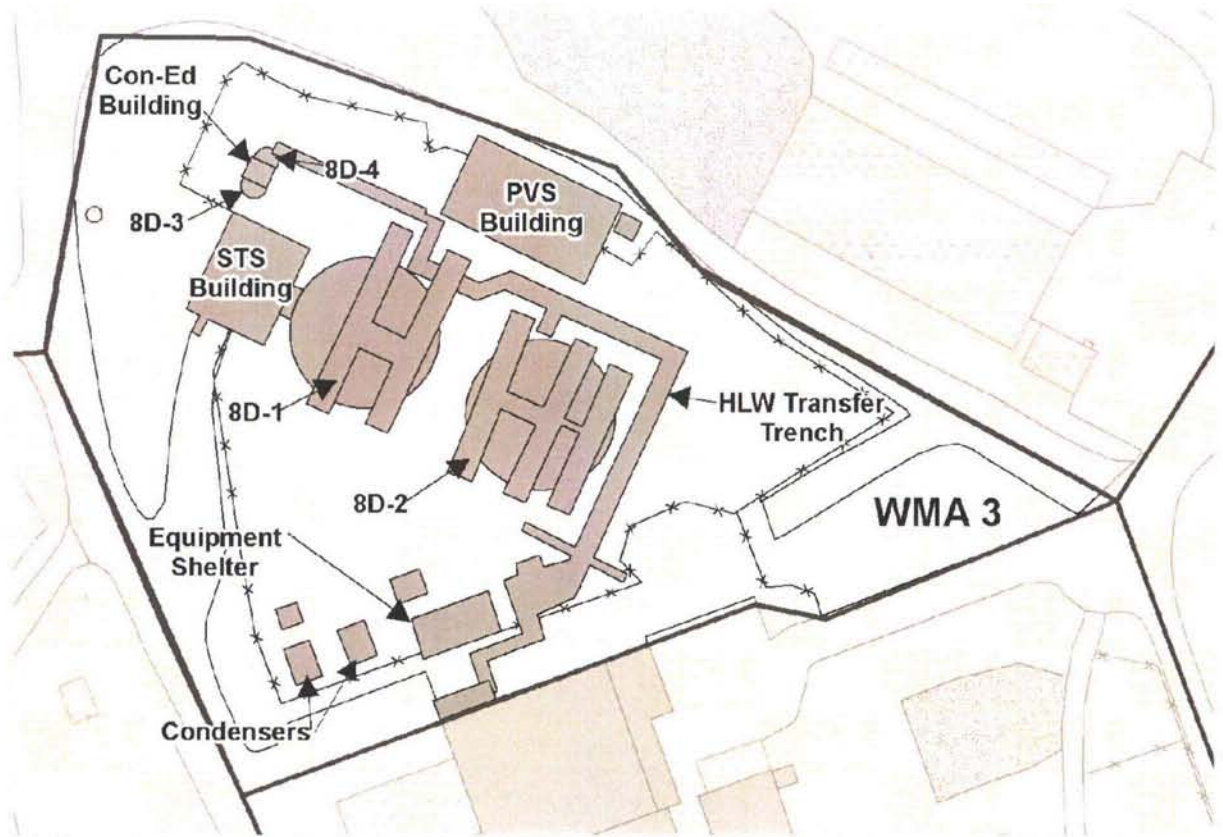 Con-Ed
Building
8D-4
PVS
Building
8D-3
STS
Building
8D-1
HLW Transfer
Trench
8D-2
WMA 3
Equipment
Shelter
Condensers